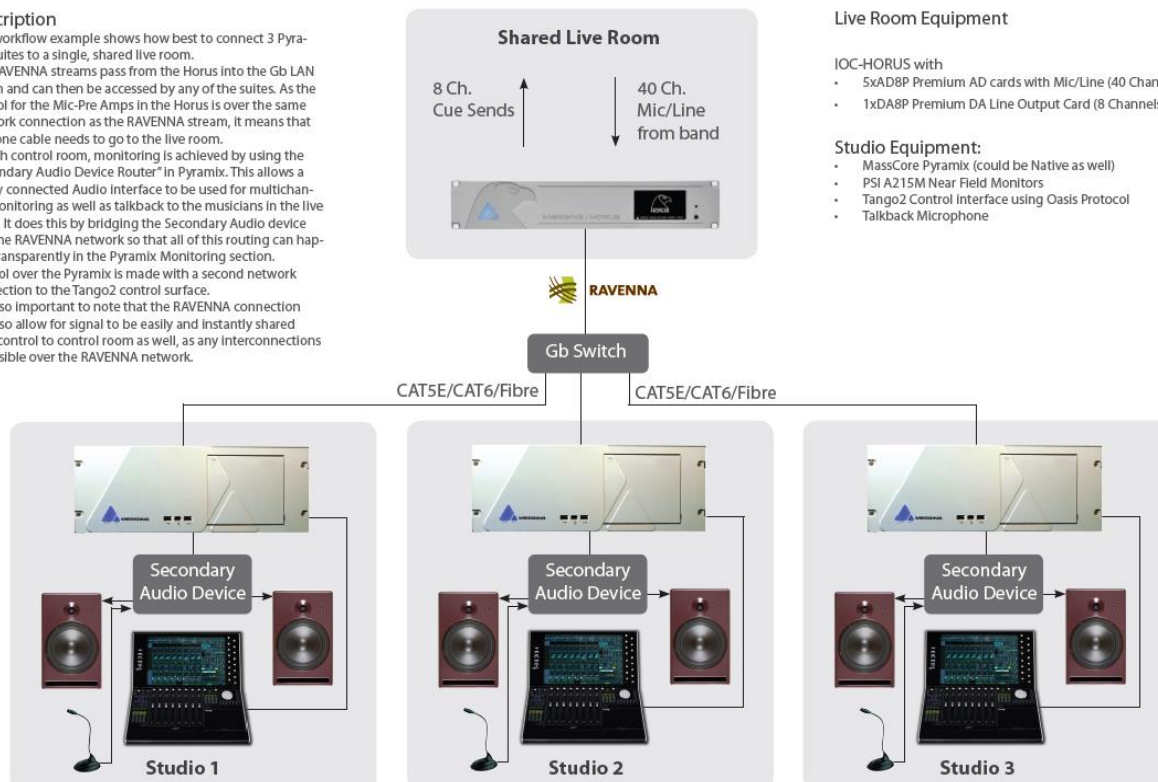 cription
workflow example shows how best to connect 3 Pyra-
uites to a single, shared live room.
AVENNA streams pass from the Horus into the Gb LAN
h and can then be accessed by any of the suites. As the
ol for the Mic-Pre Amps in the Horus is over the same
ork connection as the RAVENNA stream, it means that
one cable needs to go to the live room.
ch control room, monitoring is achieved by using the
ndary Audio Device Router" in Pyramix. This allows a
y connected Audio interface to be used for multichan-
onitoring as well as talkback to the musicians in the live
. It does this by bridging the Secondary Audio device
he RAVENNA network so that all of this routing can hap-
ransparently in the Pyramix Monitoring section.
ol over the Pyramix is made with a second network
ection to the Tango2 control surface.
so important to note that the RAVENNA connection
so allow for signal to be easily and instantly shared
control to control room as well, as any interconnections
sible over the RAVENNA network.
Shared Live Room
8 Ch.
Cue Sends
40 Ch.
Mic/Line
from band
MERGING HORUS
HORUS
RAVENNA
Live Room Equipment
IOC-HORUS with
• 5xAD8P Premium AD cards with Mic/Line (40 Chan
• 1xDA8P Premium DA Line Output Card (8 Channels
Studio Equipment:
• MassCore Pyramix (could be Native as well)
• PSI A215M Near Field Monitors
• Tango2 Control interface using Oasis Protocol
• Talkback Microphone
Gb Switch
CAT5E/CAT6/Fibre
CAT5E/CAT6/Fibre
MERGING
Secondary
Audio Device
Studio 1
MERGING
Secondary
Audio Device
Studio 2
MERGING
Secondary
Audio Device
Studio 3